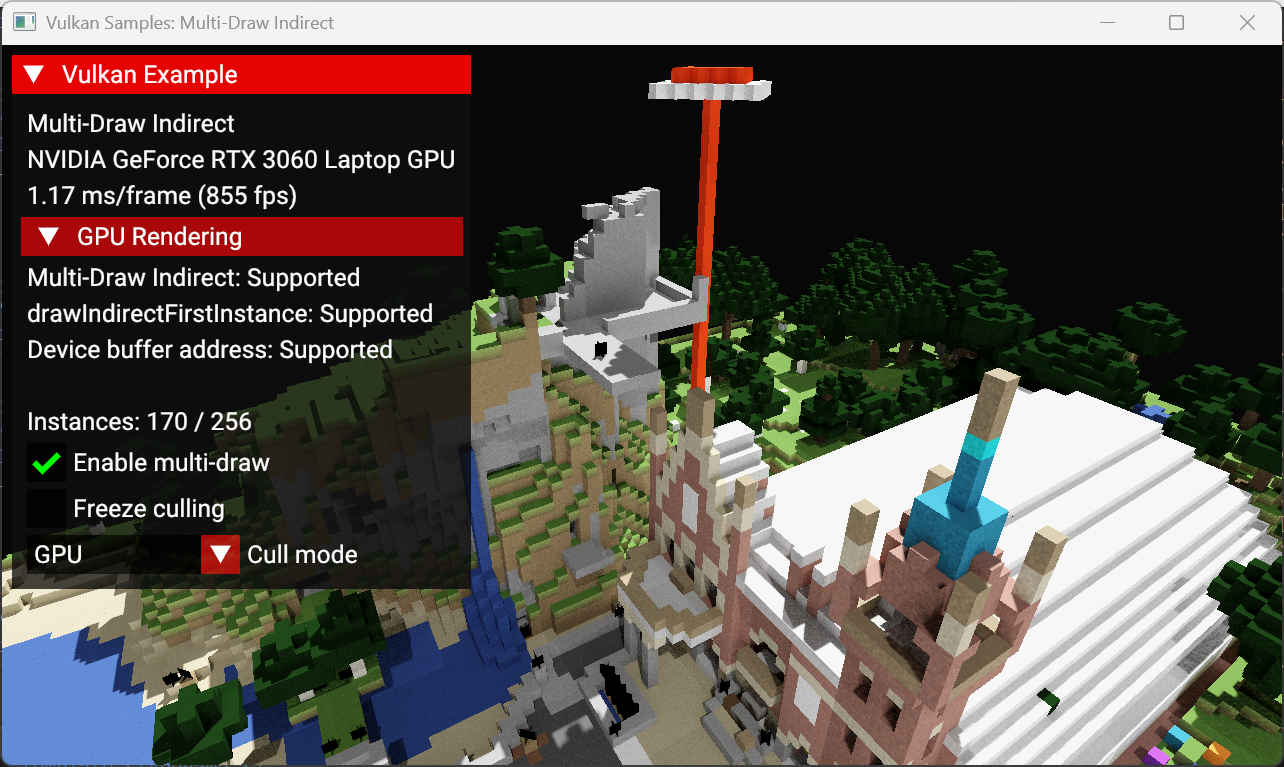 Vulkan Samples: Multi-Draw Indirect
Vulkan Example
Multi-Draw Indirect
NVIDIA GeForce RTX 3060 Laptop GPU
1.17 ms/frame (855 fps)
GPU Rendering
Multi-Draw Indirect: Supported
drawIndirectFirstInstance: Supported
Device buffer address: Supported
Instances: 170 / 256
Enable multi-draw
Freeze culling
GPU Cull mode